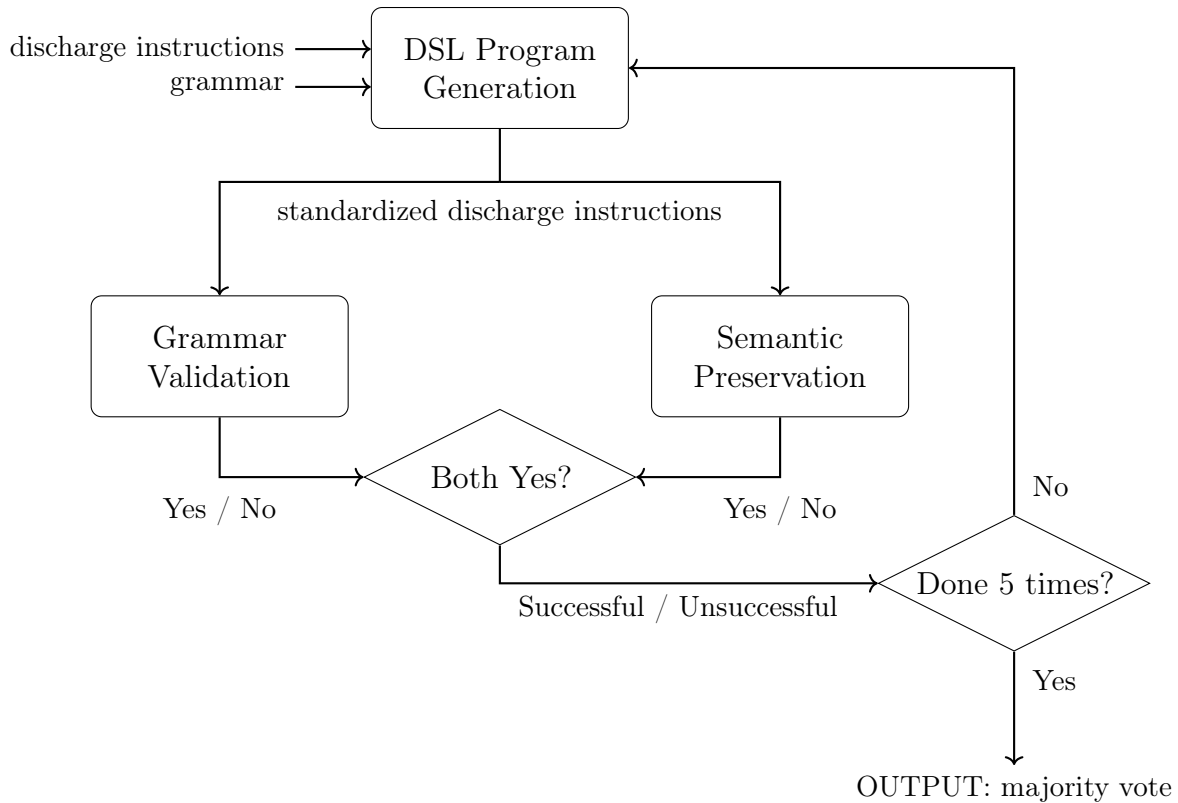 discharge instructions
grammar
DSL Program
Generation
standardized discharge instructions
Grammar
Validation
Semantic
Preservation
Both Yes?
Yes / No
Yes / No
No
Done 5 times?
Successful / Unsuccessful
Yes
OUTPUT: majority vote